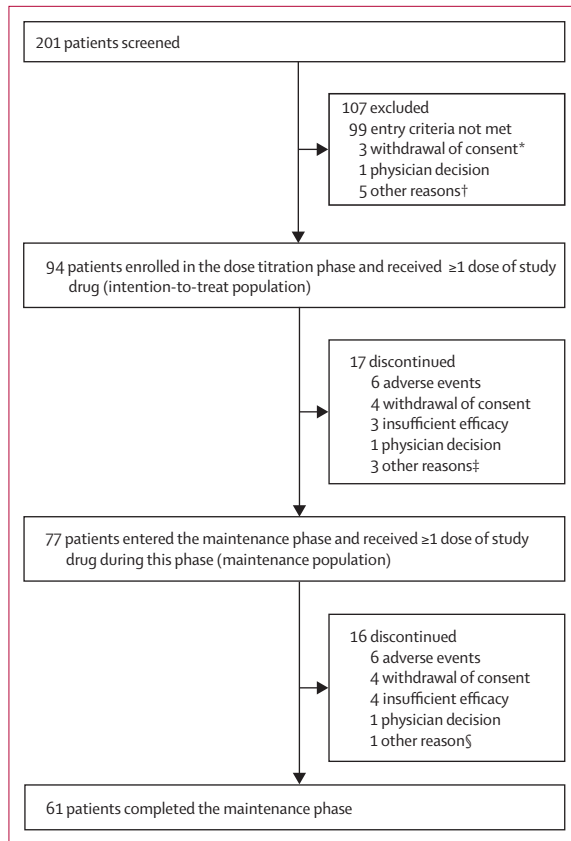 201 patients screened
107 excluded
99 entry criteria not met
3 withdrawal of consent*
1 physician decision
5 other reasons†
94 patients enrolled in the dose titration phase and received ≥1 dose of study
drug (intention-to-treat population)
17 discontinued
6 adverse events
4 withdrawal of consent
3 insufficient efficacy
1 physician decision
3 other reasons‡
77 patients entered the maintenance phase and received ≥1 dose of study
drug during this phase (maintenance population)
16 discontinued
6 adverse events
4 withdrawal of consent
4 insufficient efficacy
1 physician decision
1 other reason§
61 patients completed the maintenance phase